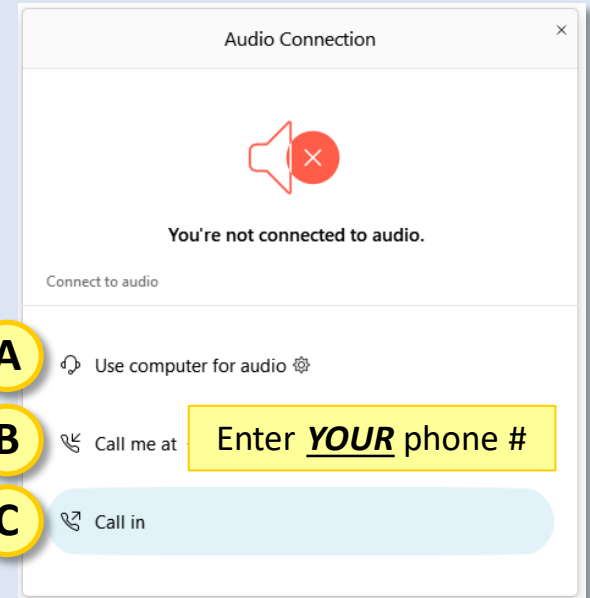 Audio Connection
You're not connected to audio.
Connect to audio
A Use computer for audio
B Call me at Enter YOUR phone #
C Call in